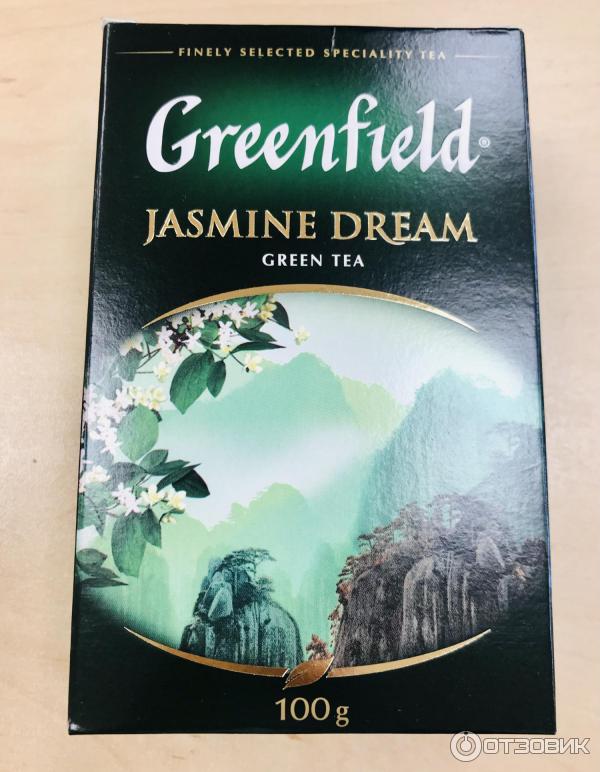 FINELY SELECTED SPECIALITY TEA
Greenfield®
JASMINE DREAM
GREEN TEA
100 g
ОТЗОВИК